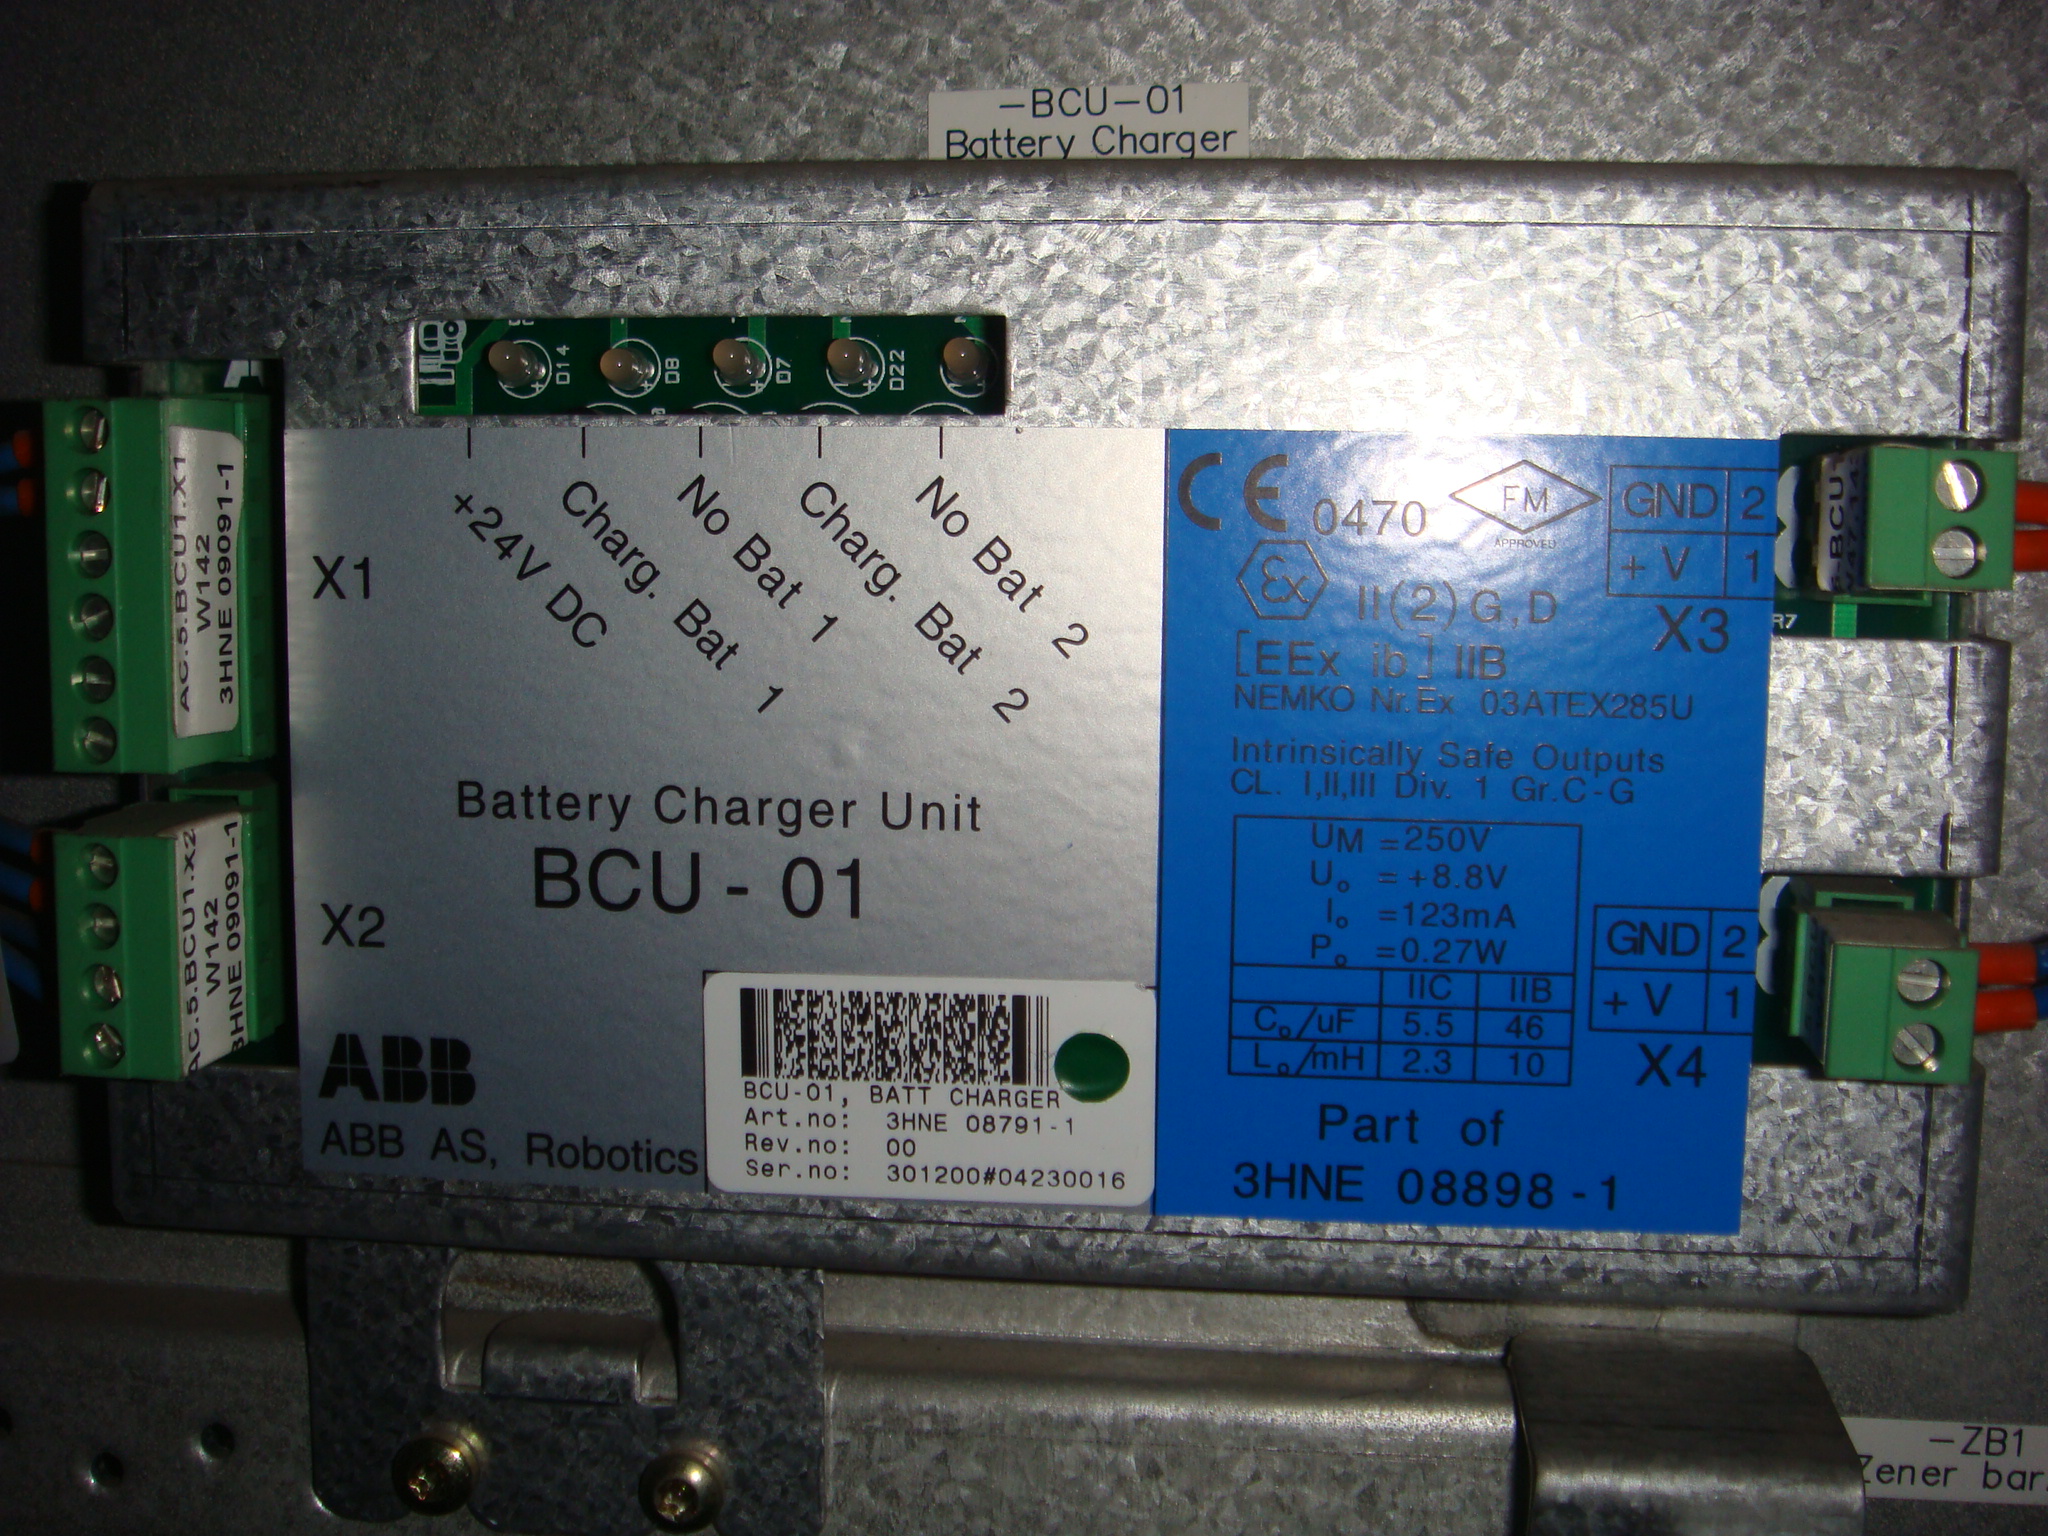 -BCU-01
Battery Charger
D14
D8
D7
D22
AC.5.BCU1.X1
W142
3HNE 09091-1
X1
+24V DC
Charg. Bat 1
No Bat 1
Charg. Bat 2
No Bat 2
Battery Charger Unit
BCU - 01
AC.5.BCU1.X2
W142
3HNE 09091-1
X2
ABB
ABB AS, Robotics
BCU-01, BATT CHARGER
Art.no: 3HNE 08791-1
Rev.no: 00
Ser.no: 301200#04230016
CE 0470
FM
APPROVED
Ex II(2)G,D
[EEx ib] IIB
NEMKO Nr.Ex 03ATEX285U
Intrinsically Safe Outputs
CL. I,II,III Div. 1 Gr.C-G
UM =250V
Uo =+8.8V
Io =123mA
Po =0.27W
IIC IIB
Co/uF 5.5 46
Lo/mH 2.3 10
Part of
3HNE 08898-1
GND 2
+ V 1
X3
R7
GND 2
+ V 1
X4
-ZB1
Zener bar.